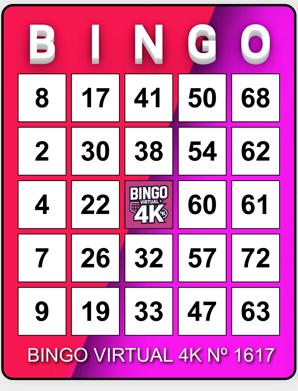 B I N G O
8 17 41 50 68
2 30 38 54 62
4 22 BINGO VIRTUAL 4K 60 61
7 26 32 57 72
9 19 33 47 63
BINGO VIRTUAL 4K Nº 1617